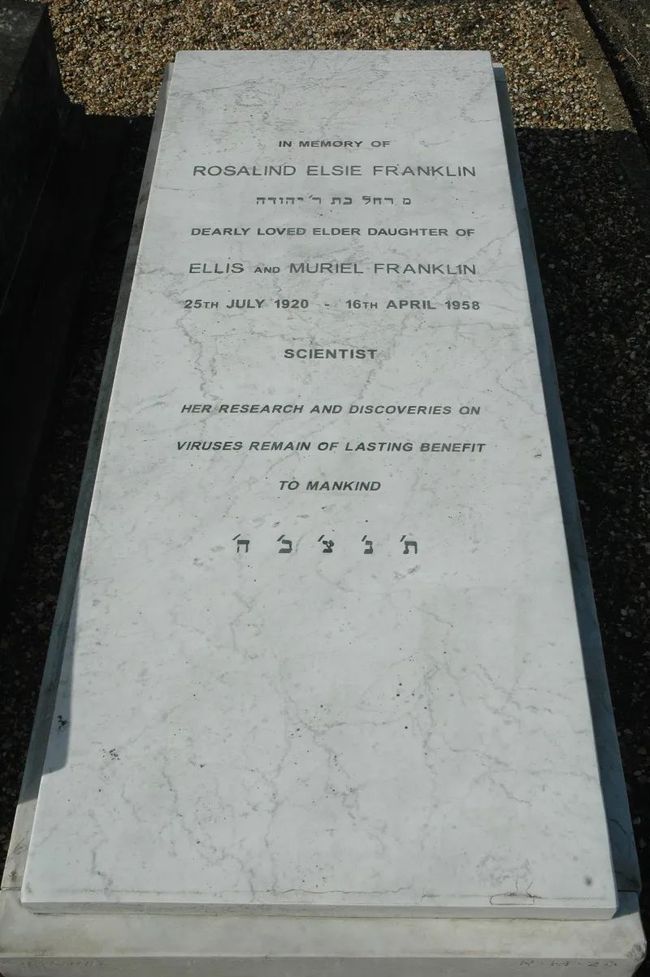 IN MEMORY OF
ROSALIND ELSIE FRANKLIN
מ רחל בת ר׳ יהודה
DEARLY LOVED ELDER DAUGHTER OF
ELLIS AND MURIEL FRANKLIN
25TH JULY 1920 - 16TH APRIL 1958
SCIENTIST
HER RESEARCH AND DISCOVERIES ON
VIRUSES REMAIN OF LASTING BENEFIT
TO MANKIND
ת׳ נ׳ צ׳ ב׳ ה׳